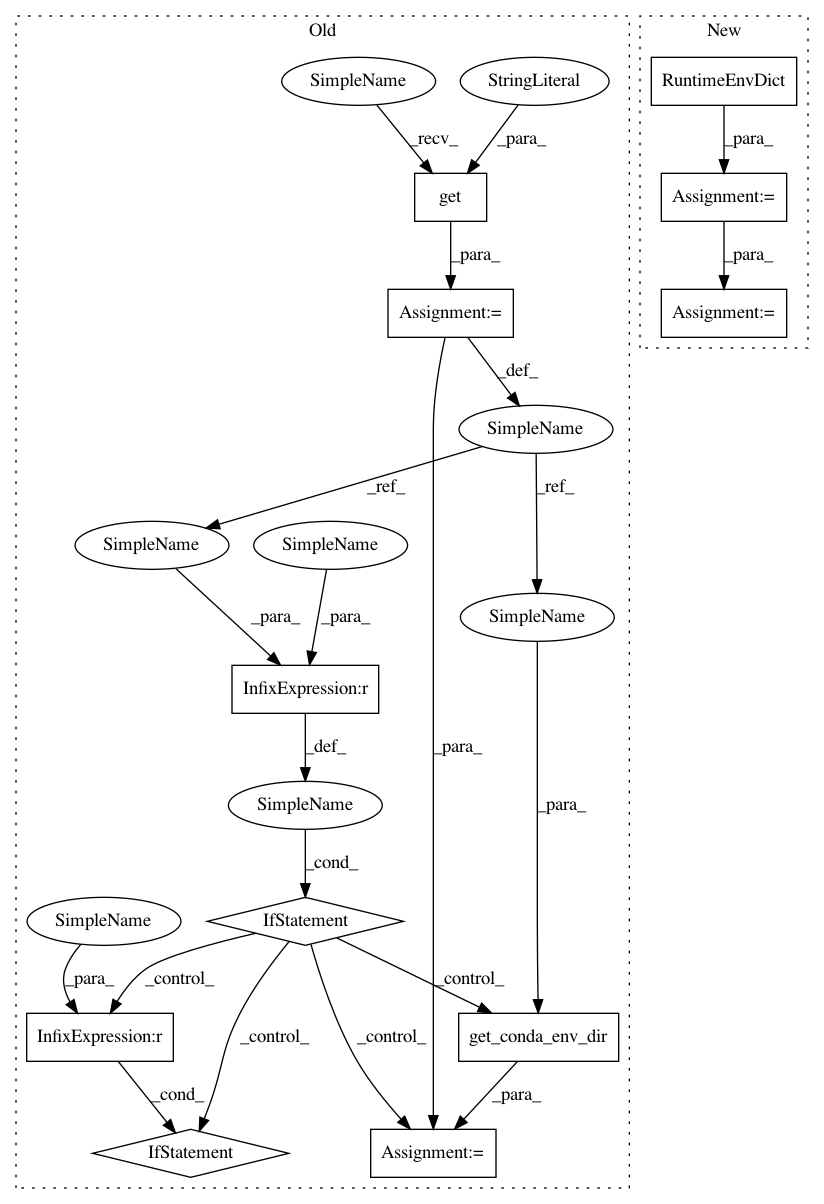 Old
New
SimpleName
StringLiteral
RuntimeEnvDict
_recv_
_para_
_para_
get
Assignment:=
_para_
_para_
Assignment:=
Assignment:=
_def_
SimpleName
_ref_
_ref_
SimpleName
SimpleName
SimpleName
_para_
_para_
InfixExpression:r
_def_
_para_
SimpleName
_para_
_cond_
SimpleName
IfStatement
_para_
_control_
_control_
InfixExpression:r
_control_
_control_
get_conda_env_dir
_cond_
_para_
IfStatement
Assignment:=